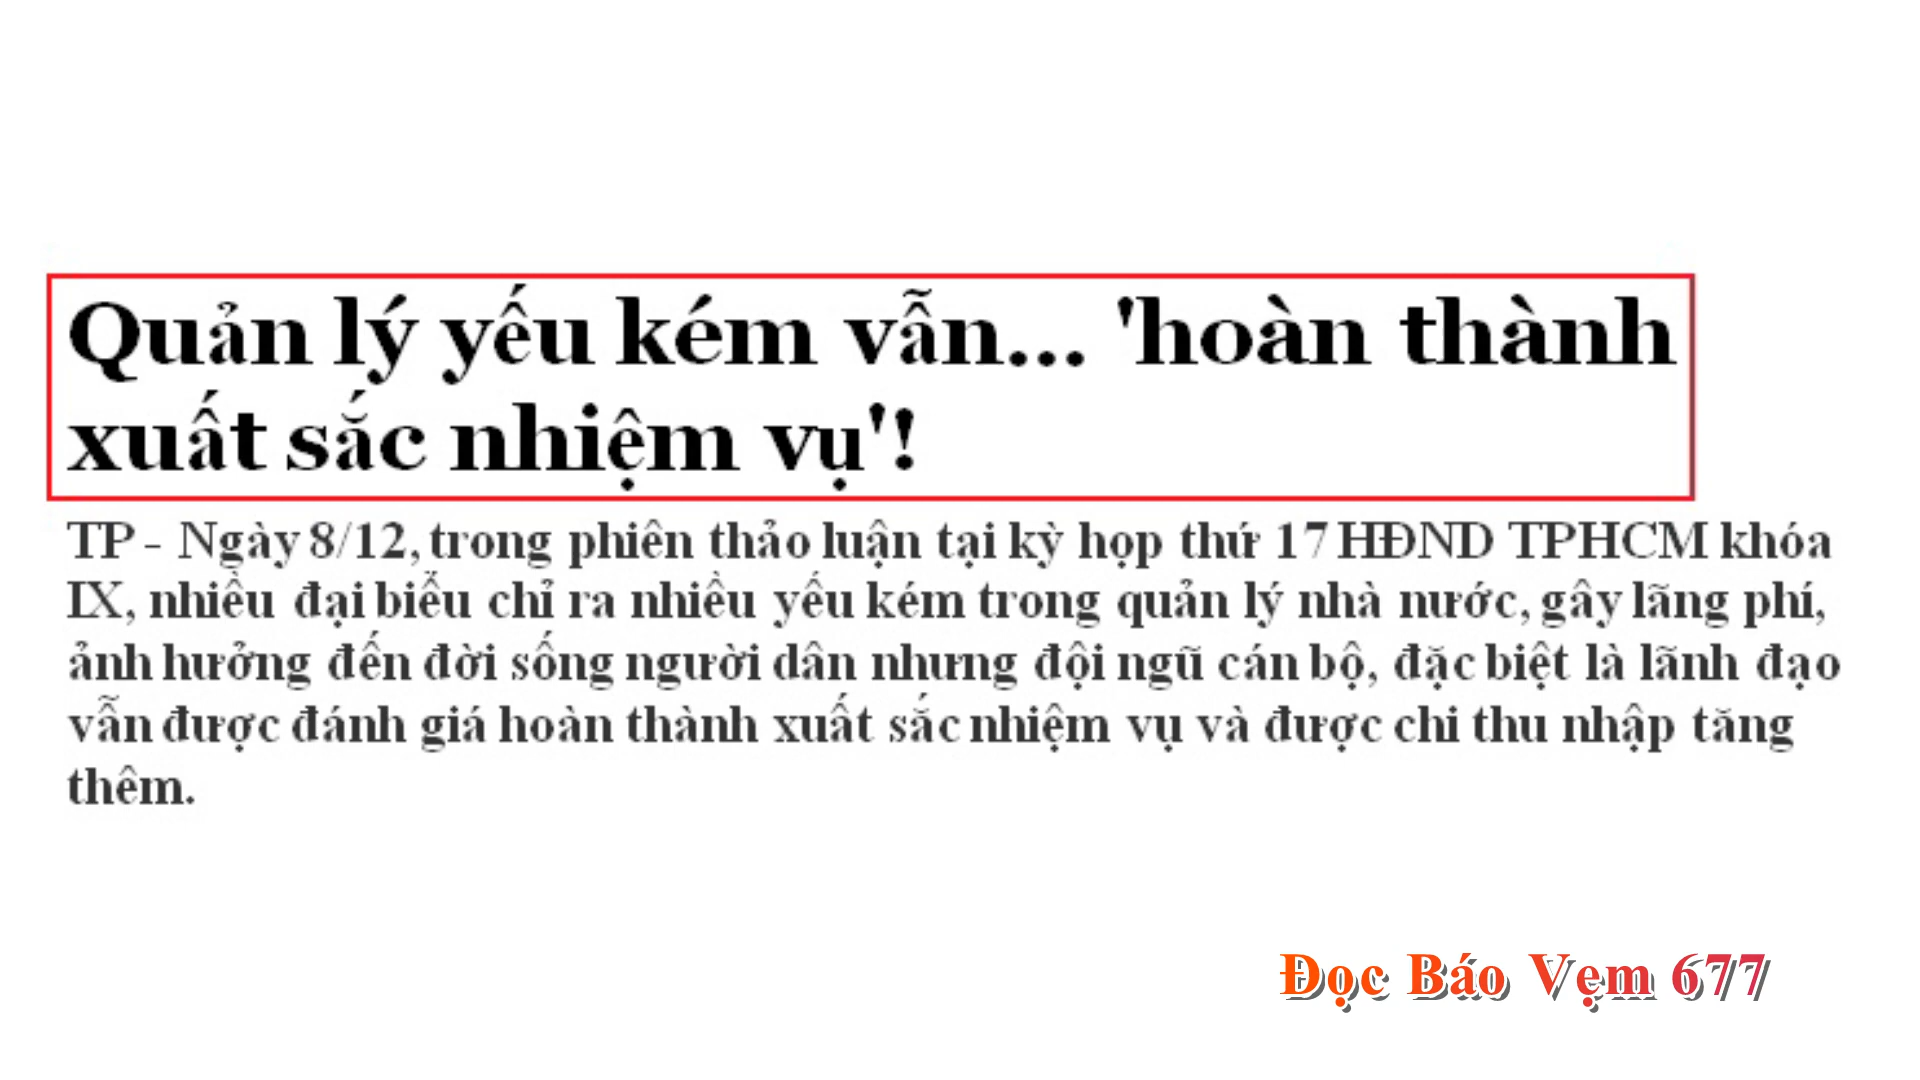 Quản lý yếu kém vẫn... 'hoàn thành
xuất sắc nhiệm vụ'!
TP - Ngày 8/12, trong phiên thảo luận tại kỳ họp thứ 17 HĐND TPHCM khóa
IX, nhiều đại biểu chỉ ra nhiều yếu kém trong quản lý nhà nước, gây lãng phí,
ảnh hưởng đến đời sống người dân nhưng đội ngũ cán bộ, đặc biệt là lãnh đạo
vẫn được đánh giá hoàn thành xuất sắc nhiệm vụ và được chi thu nhập tăng
thêm.
Đọc Báo Vẹm 677